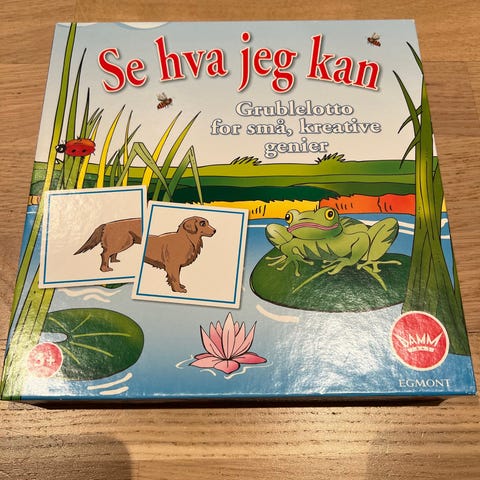 Se hva jeg kan
Grublelotto
for små, kreative
genier
DAMM
EGMONT